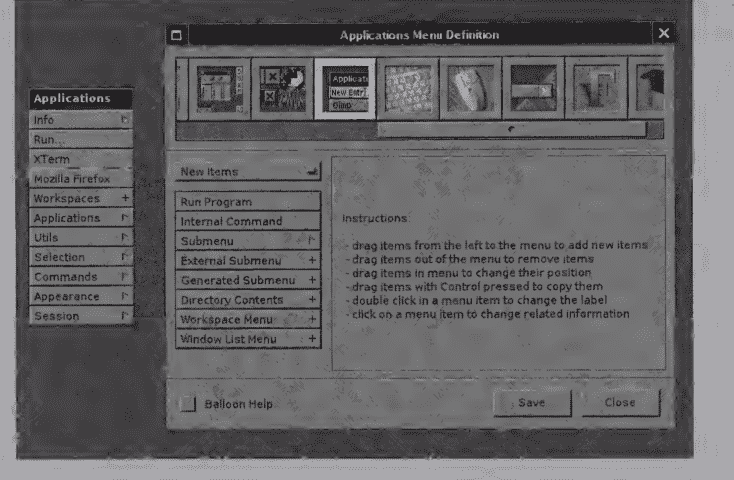 Applications Menu Definition
Applicati
New Entr
Gimp
Applications
Info
Run...
XTerm
Mozilla Firefox
Workspaces +
Applications
Utils
Selection
Commands
Appearance
Session
New Items
Run Program
Internal Command
Submenu
External Submenu +
Generated Submenu +
Directory Contents +
Workspace Menu +
Window List Menu +
Instructions:
- drag items from the left to the menu to add new items
- drag items out of the menu to remove items
- drag items in menu to change their position
- drag items with Control pressed to copy them
- double click in a menu item to change the label
- click on a menu item to change related information
Balloon Help
Save
Close